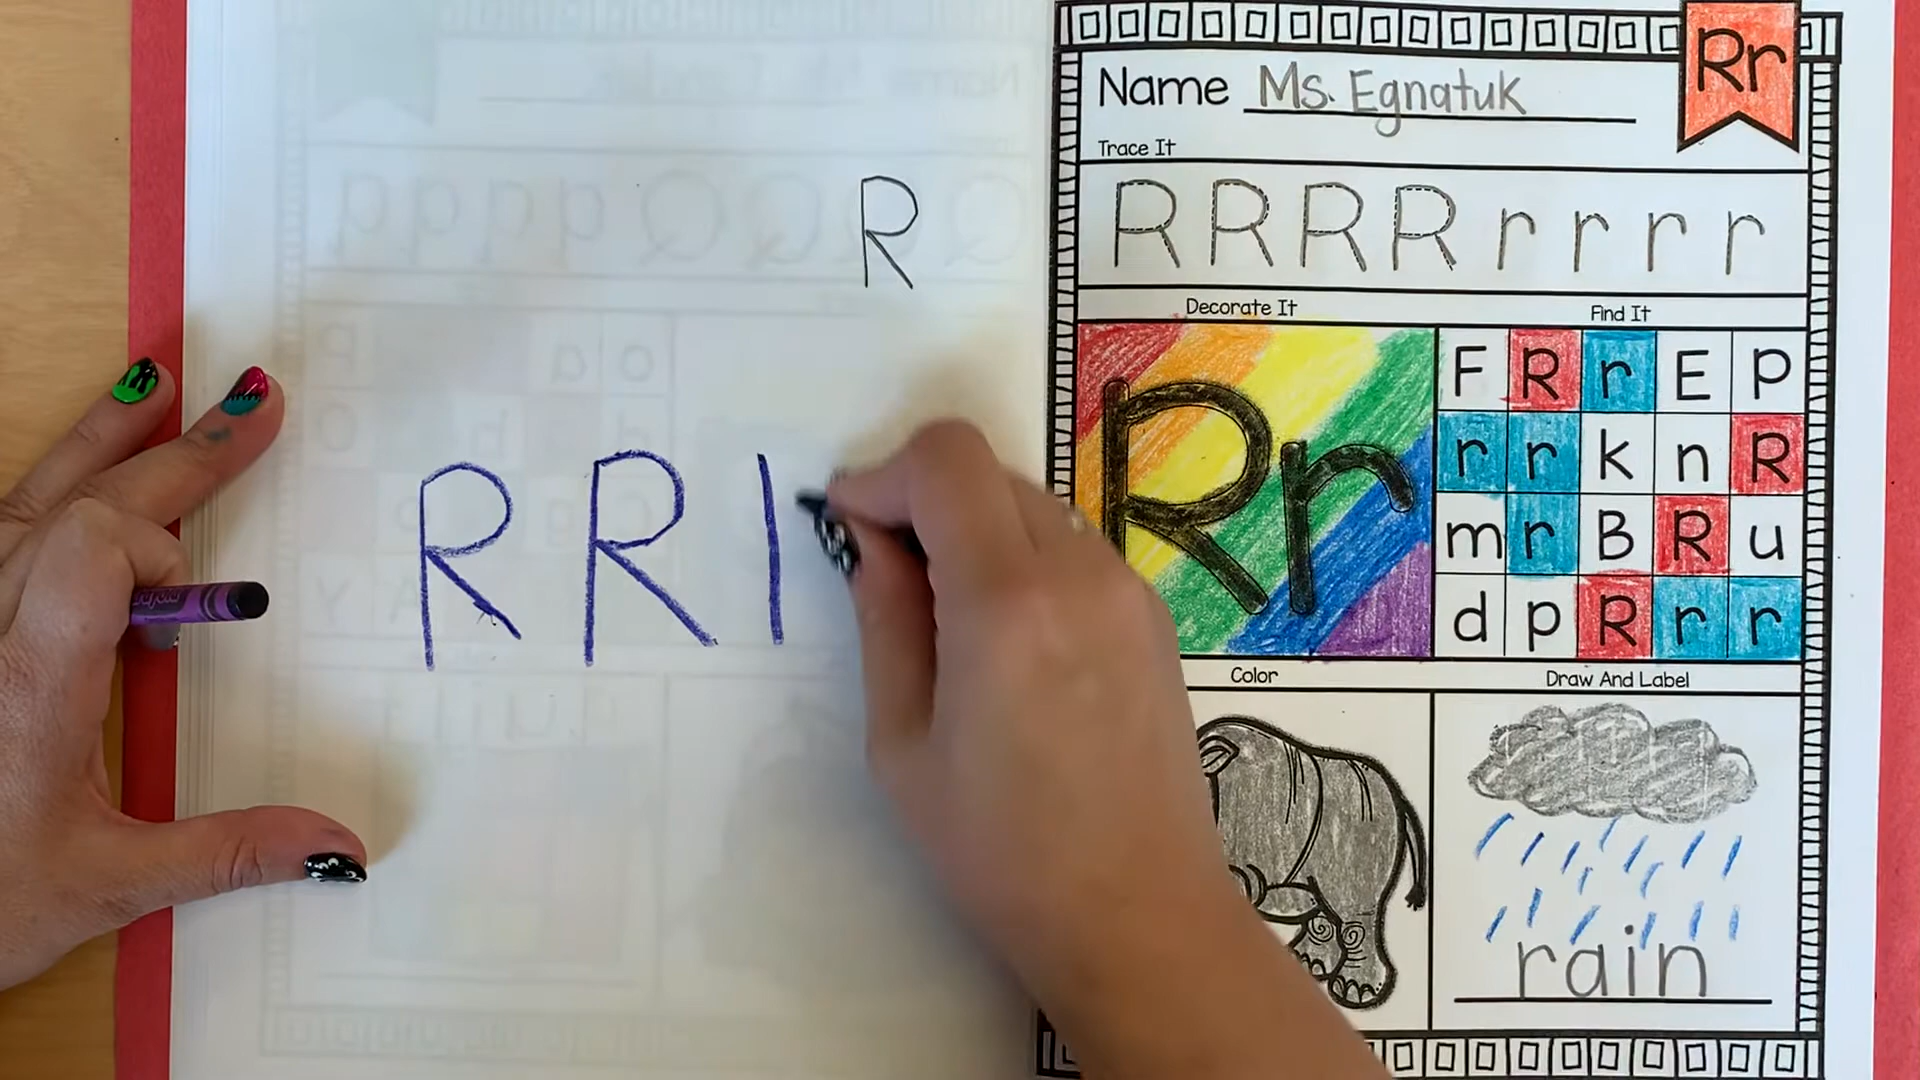 R
R R I
Rr
Name Ms. Egnatuk
Trace It
R R R R r r r r
Decorate It
Find It
Rr
F R r E p
r r k n R
m r B R u
d p R r r
Color
Draw And Label
rain